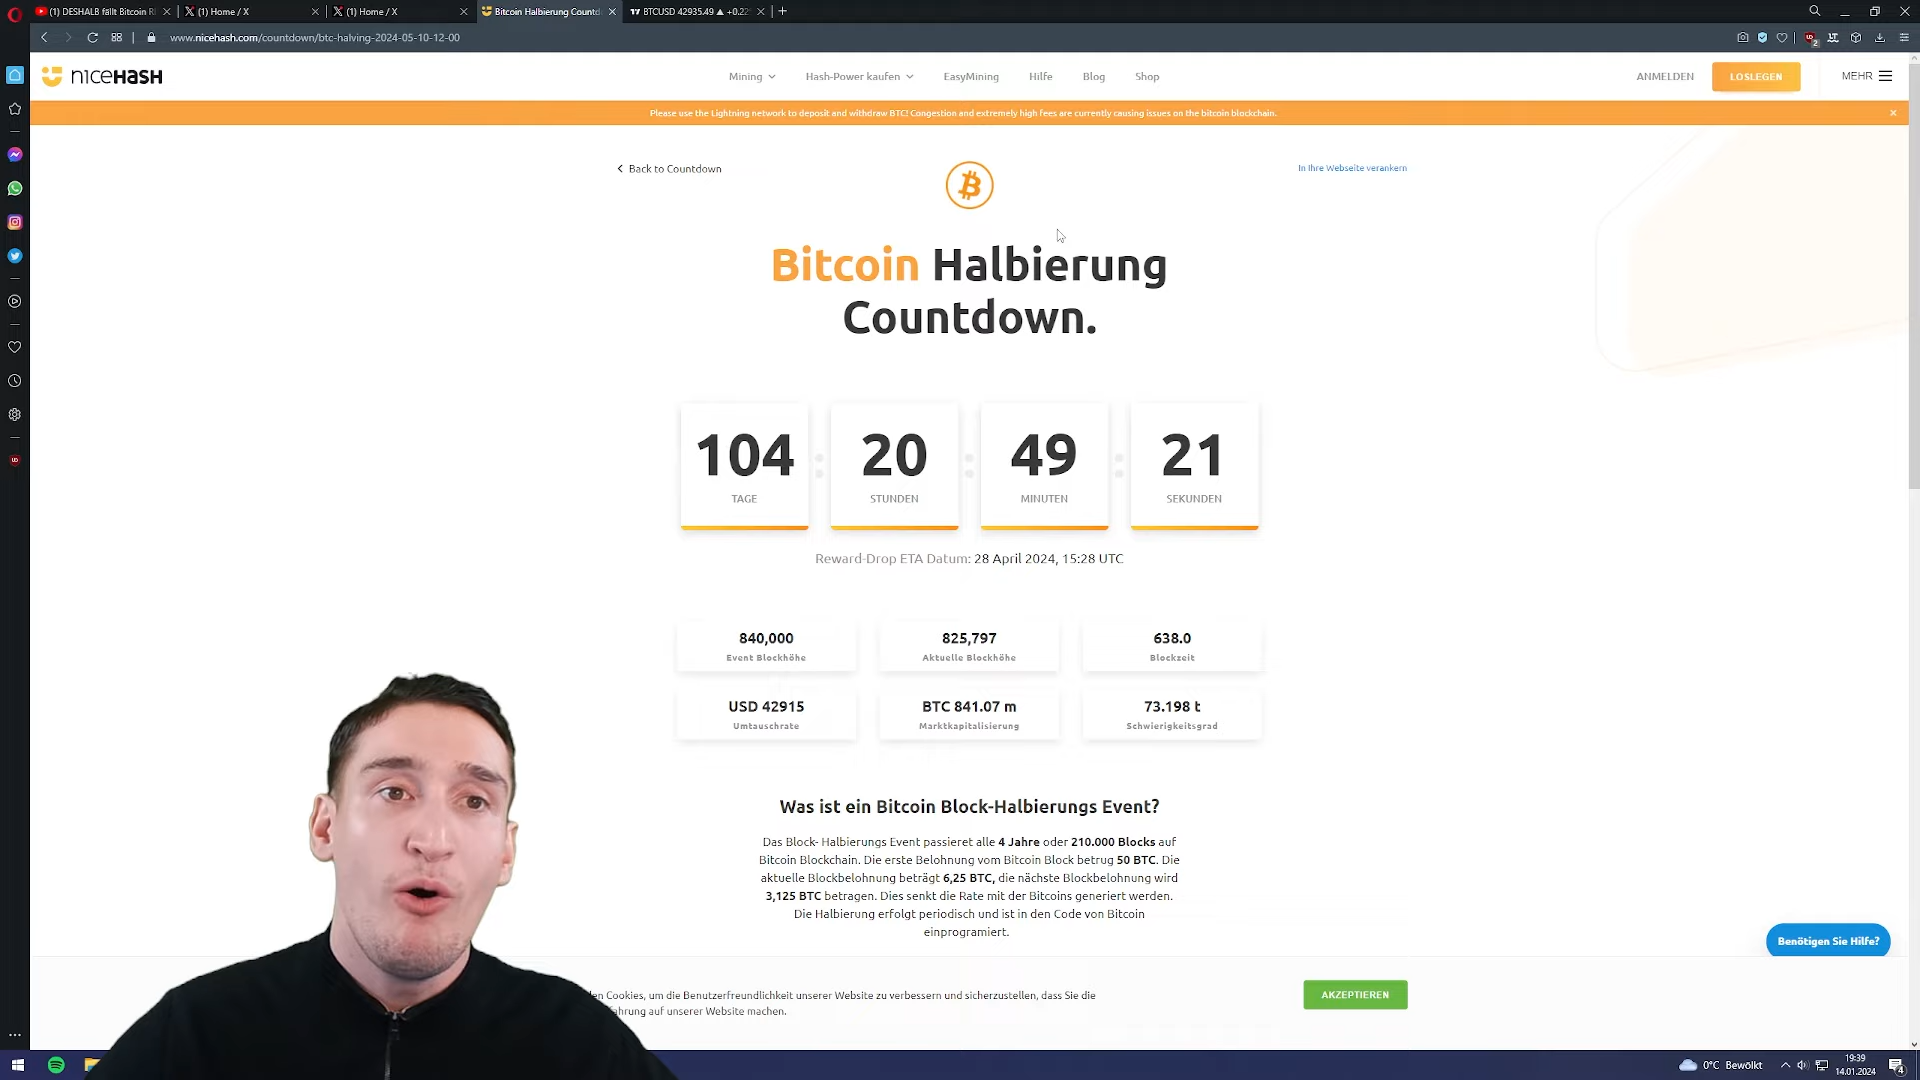 (1) DESHALB fällt Bitcoin
(1) Home / X
(1) Home / X
Bitcoin Halbierung Countd
BTCUSD 42935.49 ▲ +0.22
www.nicehash.com/countdown/btc-halving-2024-05-10-12-00
2
niceHASH
Mining
Hash-Power kaufen
EasyMining
Hilfe
Blog
Shop
ANMELDEN
LOSLEGEN
MEHR
Please use the Lightning network to deposit and withdraw BTC! Congestion and extremely high fees are currently causing issues on the bitcoin blockchain.
Back to Countdown
In Ihre Webseite verankern
Bitcoin Halbierung
Countdown.
104 : 20 : 49 : 21
TAGE STUNDEN MINUTEN SEKUNDEN
Reward-Drop ETA Datum: 28 April 2024, 15:28 UTC
840,000 825,797 638.0
Event Blockhöhe Aktuelle Blockhöhe Blockzeit
USD 42915 BTC 841.07 m 73.198 t
Umtauschrate Marktkapitalisierung Schwierigkeitsgrad
Was ist ein Bitcoin Block-Halbierungs Event?
Das Block- Halbierungs Event passieret alle 4 Jahre oder 210.000 Blocks auf
Bitcoin Blockchain. Die erste Belohnung vom Bitcoin Block betrug 50 BTC. Die
aktuelle Blockbelohnung beträgt 6,25 BTC, die nächste Blockbelohnung wird
3,125 BTC betragen. Dies senkt die Rate mit der Bitcoins generiert werden.
Die Halbierung erfolgt periodisch und ist in den Code von Bitcoin
einprogramiert.
Benötigen Sie Hilfe?
en Cookies, um die Benutzerfreundlichkeit unserer Website zu verbessern und sicherzustellen, dass Sie die
ahrung auf unserer Website machen.
AKZEPTIEREN
0°C Bewölkt
19:39
14.01.2024
4